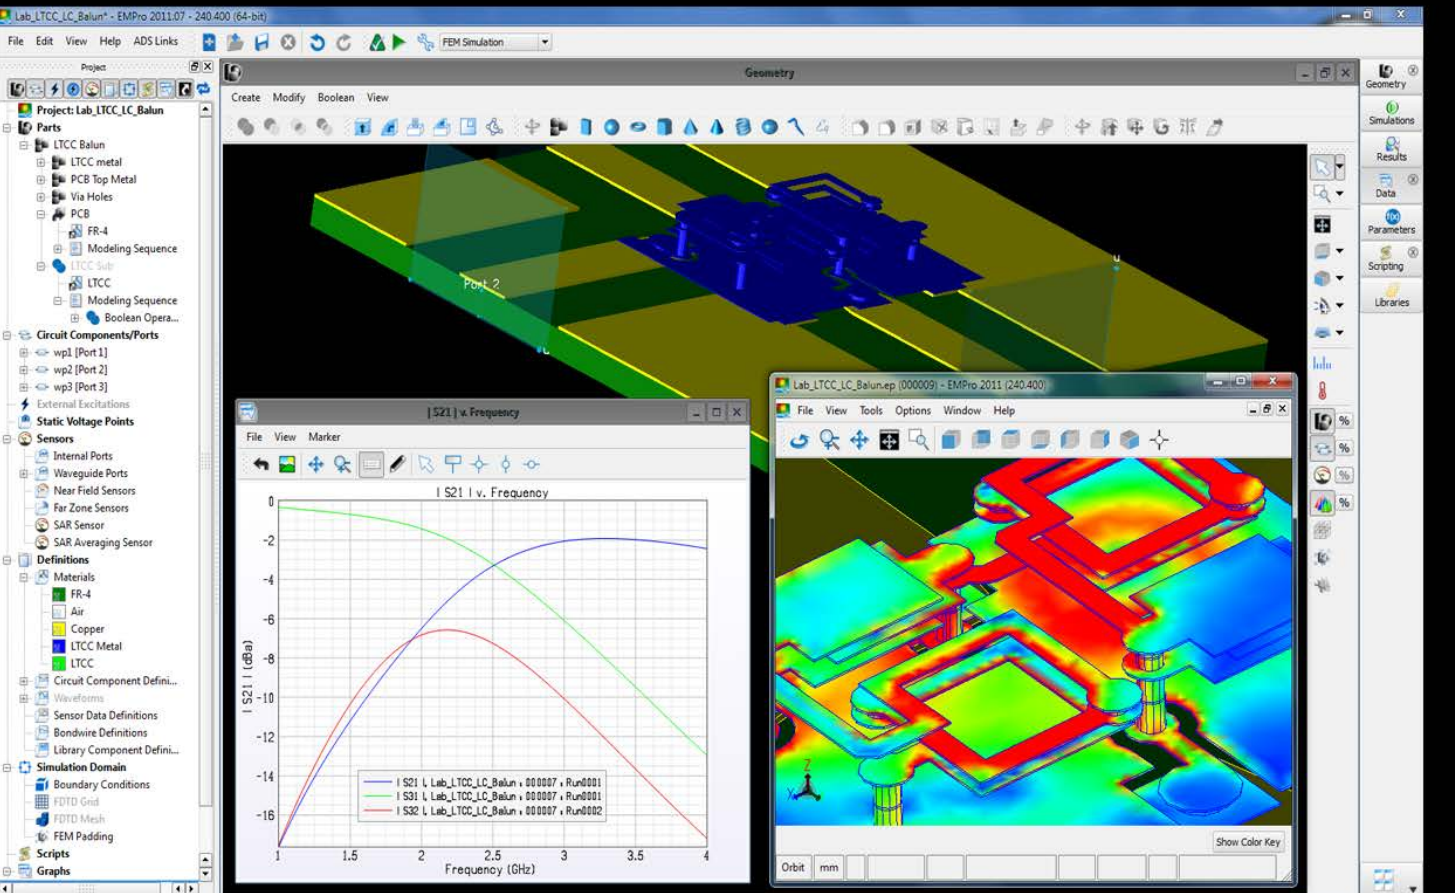 Lab_LTCC_LC_Balun* - EMPro 2011.07 - 240.400 (64-bit)
File Edit View Help ADS Links
FEM Simulation
Project
Project: Lab_LTCC_LC_Balun
Parts
LTCC Balun
LTCC metal
PCB Top Metal
Via Holes
PCB
FR-4
Modeling Sequence
LTCC Sub
LTCC
Modeling Sequence
Boolean Opera...
Circuit Components/Ports
wp1 [Port 1]
wp2 [Port 2]
wp3 [Port 3]
External Excitations
Static Voltage Points
Sensors
Internal Ports
Waveguide Ports
Near Field Sensors
Far Zone Sensors
SAR Sensor
SAR Averaging Sensor
Definitions
Materials
FR-4
Air
Copper
LTCC Metal
LTCC
Circuit Component Defini...
Waveforms
Sensor Data Definitions
Bondwire Definitions
Library Component Defini...
Simulation Domain
Boundary Conditions
FDTD Grid
FDTD Mesh
FEM Padding
Scripts
Graphs
Geometry
Create Modify Boolean View
Port 2
u
u
Geometry
Simulations
Results
Data
f(x)
Parameters
Scripting
Libraries
%
%
%
%
| S21 | v. Frequency
File View Marker
| S21 | v. Frequency
| S21 | (dBa)
0
-2
-4
-6
-8
-10
-12
-14
-16
| S21 |, Lab_LTCC_LC_Balun : 000007 : Run0001
| S31 |, Lab_LTCC_LC_Balun : 000007 : Run0001
| S32 |, Lab_LTCC_LC_Balun : 000007 : Run0002
1 1.5 2 2.5 3 3.5 4
Frequency (GHz)
Lab_LTCC_LC_Balun.ep (000009) - EMPro 2011 (240.400)
File View Tools Options Window Help
Z
X
Show Color Key
Orbit mm